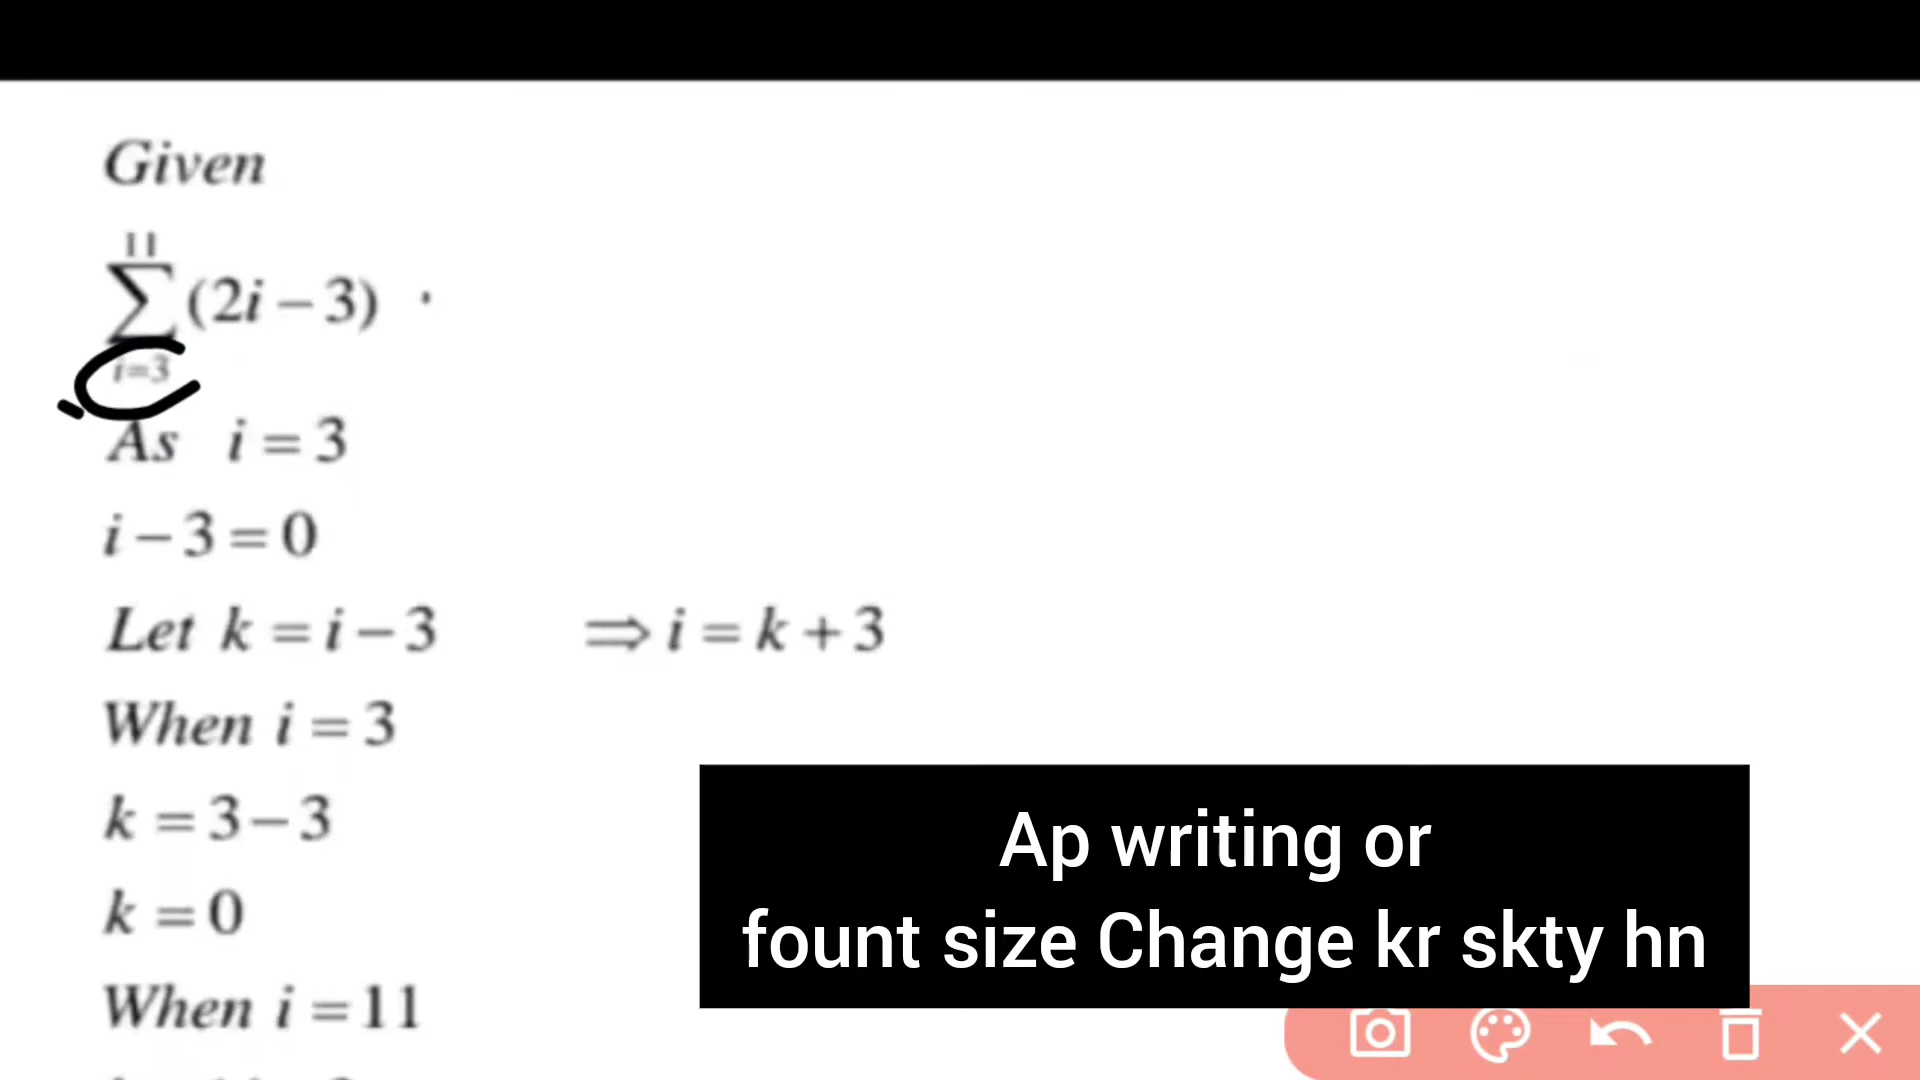 Given
11
∑(2i – 3) ·
i=3
As i = 3
i – 3 = 0
Let k = i – 3 ⇒ i = k + 3
When i = 3
k = 3 – 3
k = 0
When i = 11
Ap writing or
fount size Change kr skty hn